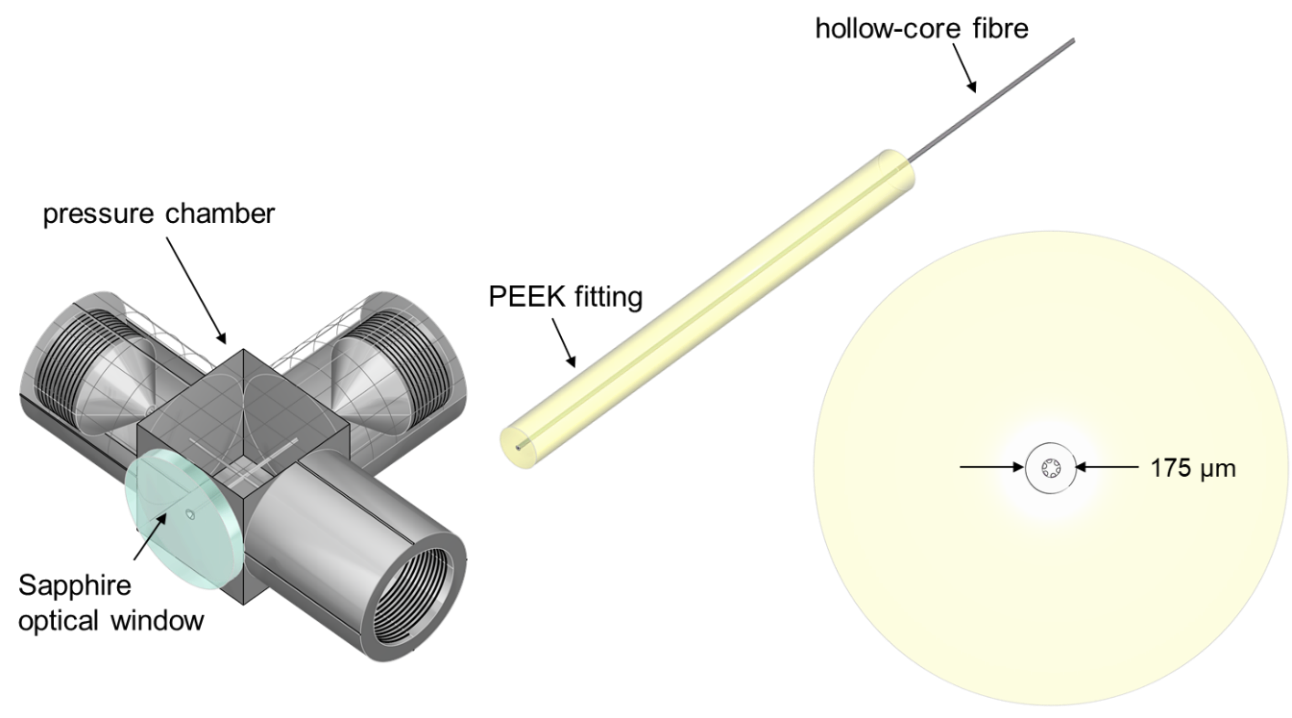 hollow-core fibre
pressure chamber
PEEK fitting
175 µm
Sapphire
optical window